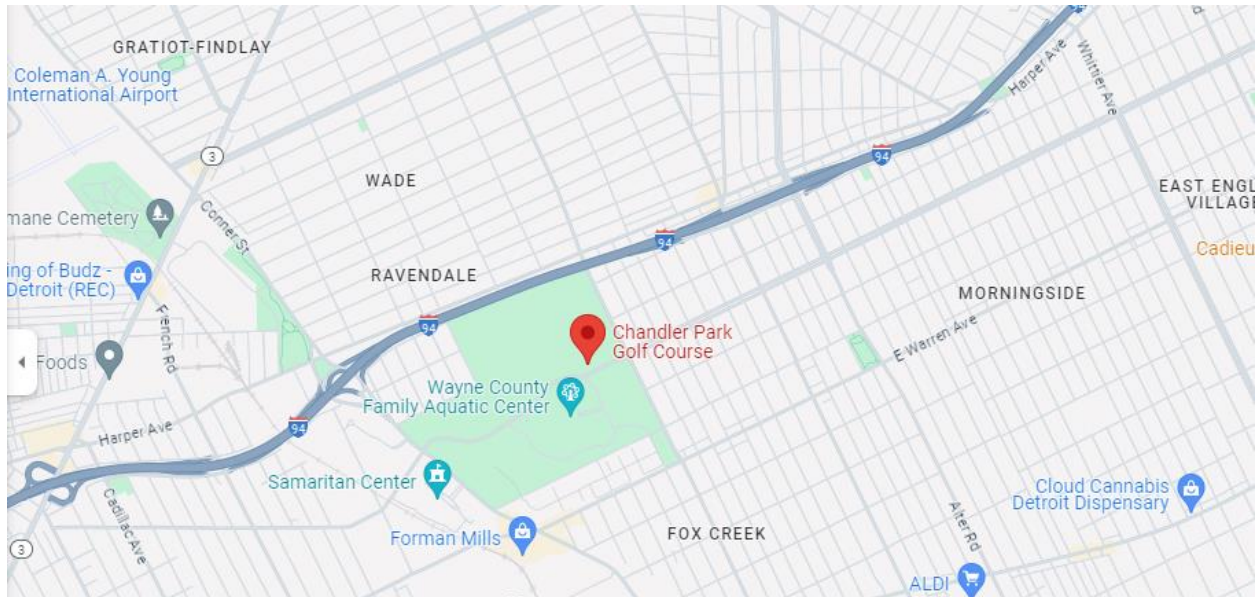 GRATIOT-FINDLAY
Coleman A. Young
International Airport
3
WADE
mane Cemetery
Conner St
ing of Budz -
Detroit (REC)
French Rd
Foods
RAVENDALE
94
94
94
94
Harper Ave
Whittier Ave
Rd
EAST ENGL
VILLAGE
Cadieu
MORNINGSIDE
E Warren Ave
Chandler Park
Golf Course
Wayne County
Family Aquatic Center
Harper Ave
Samaritan Center
Cadillac Ave
3
Forman Mills
FOX CREEK
Alter Rd
Cloud Cannabis
Detroit Dispensary
ALDI